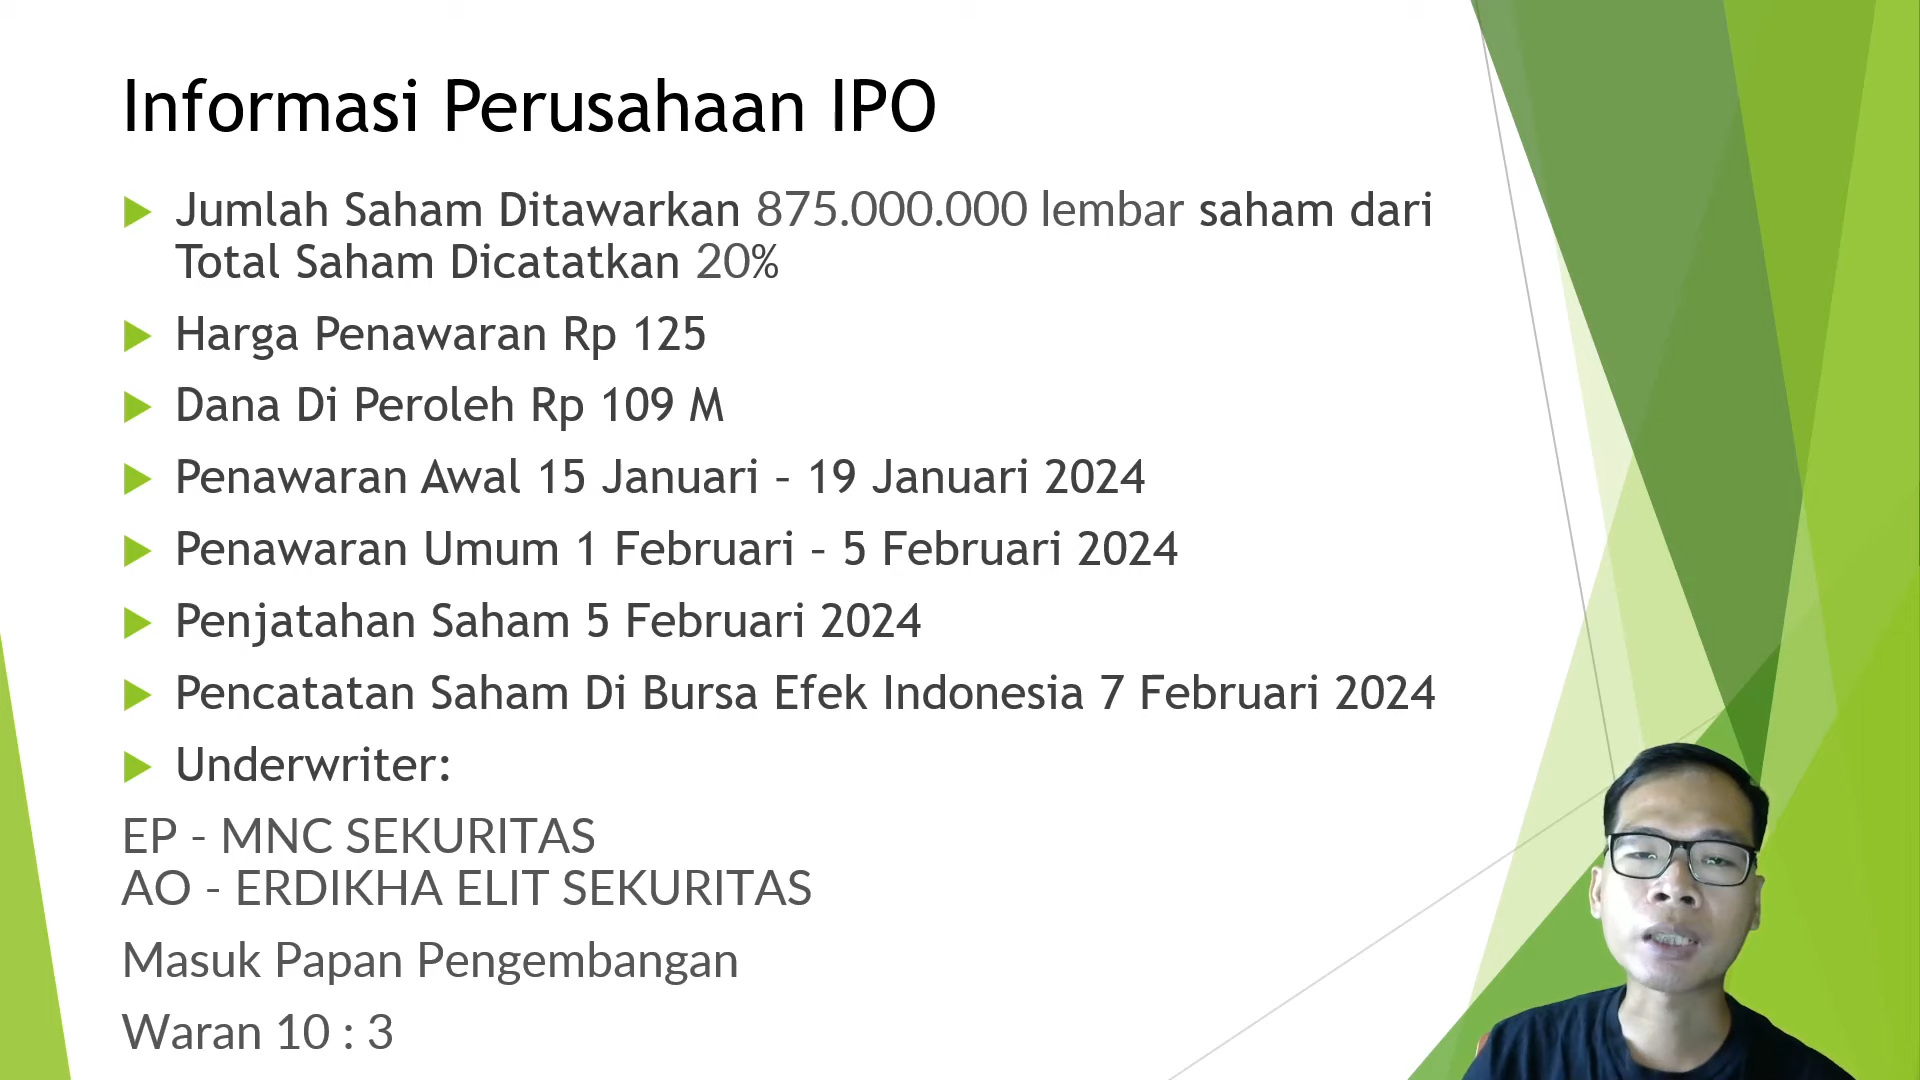 Informasi Perusahaan IPO
Jumlah Saham Ditawarkan 875.000.000 lembar saham dari
Total Saham Dicatatkan 20%
Harga Penawaran Rp 125
Dana Di Peroleh Rp 109 M
Penawaran Awal 15 Januari – 19 Januari 2024
Penawaran Umum 1 Februari – 5 Februari 2024
Penjatahan Saham 5 Februari 2024
Pencatatan Saham Di Bursa Efek Indonesia 7 Februari 2024
Underwriter:
EP - MNC SEKURITAS
AO - ERDIKHA ELIT SEKURITAS
Masuk Papan Pengembangan
Waran 10 : 3